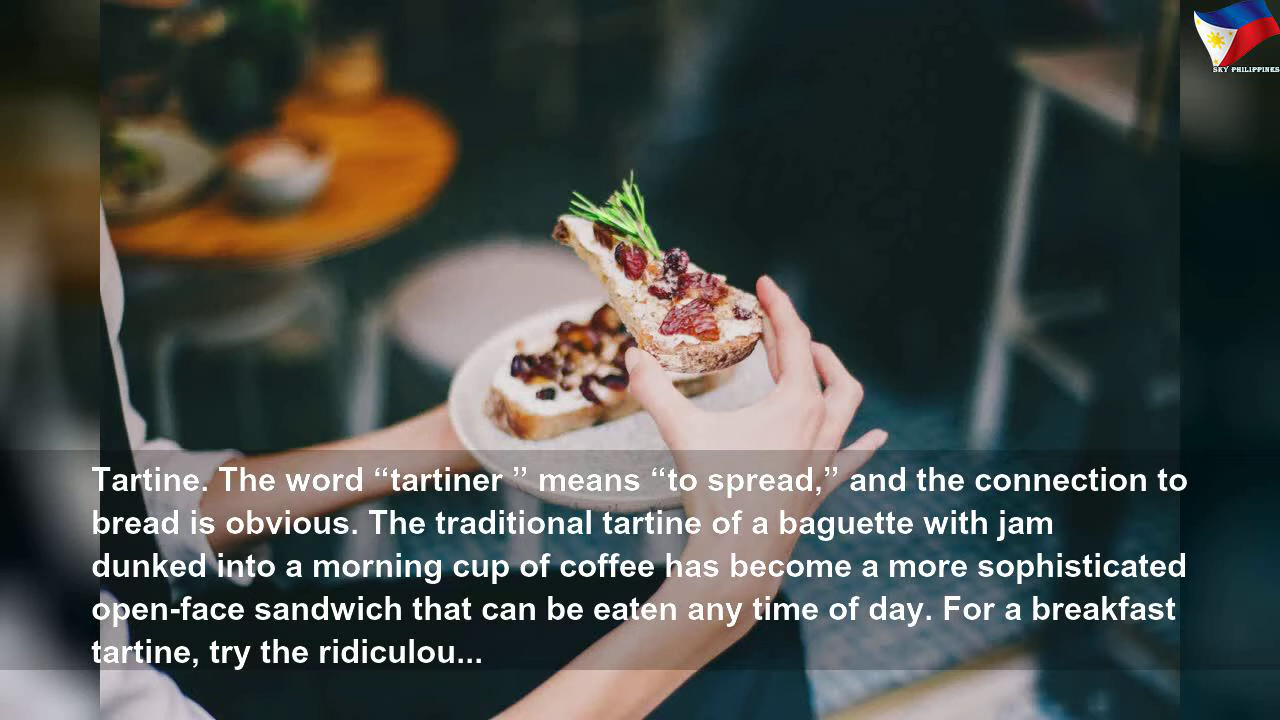 SKY PHILIPPINES
Tartine. The word “tartiner ” means “to spread,” and the connection to
bread is obvious. The traditional tartine of a baguette with jam
dunked into a morning cup of coffee has become a more sophisticated
open-face sandwich that can be eaten any time of day. For a breakfast
tartine, try the ridiculou...